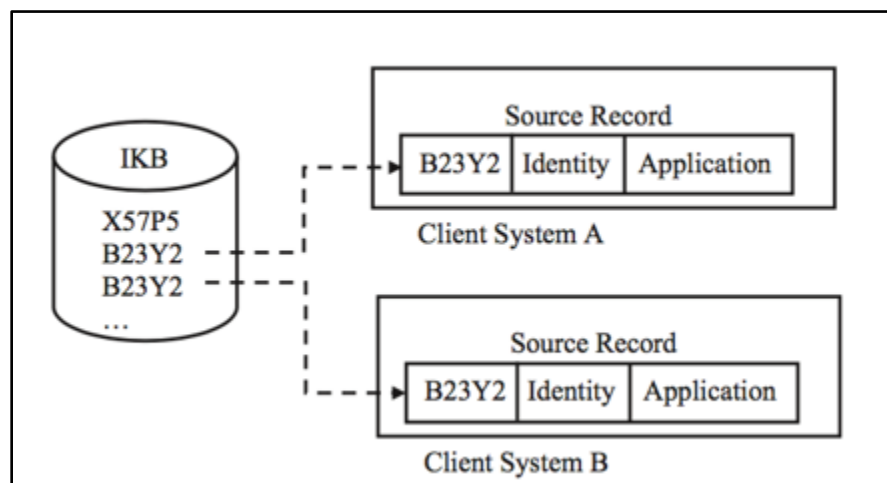 IKB
X57P5
B23Y2
B23Y2
...
Source Record
B23Y2 Identity Application
Client System A
Source Record
B23Y2 Identity Application
Client System B